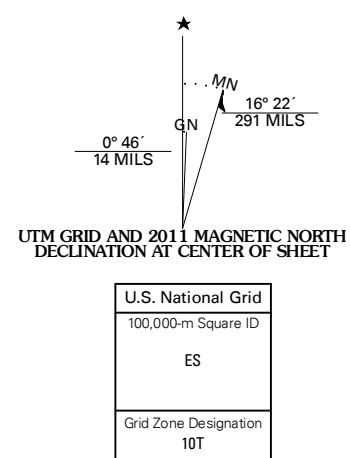 ★
MN
16° 22´
291 MILS
GN
0° 46´
14 MILS
UTM GRID AND 2011 MAGNETIC NORTH
DECLINATION AT CENTER OF SHEET
U.S. National Grid
100,000-m Square ID
ES
Grid Zone Designation
10T